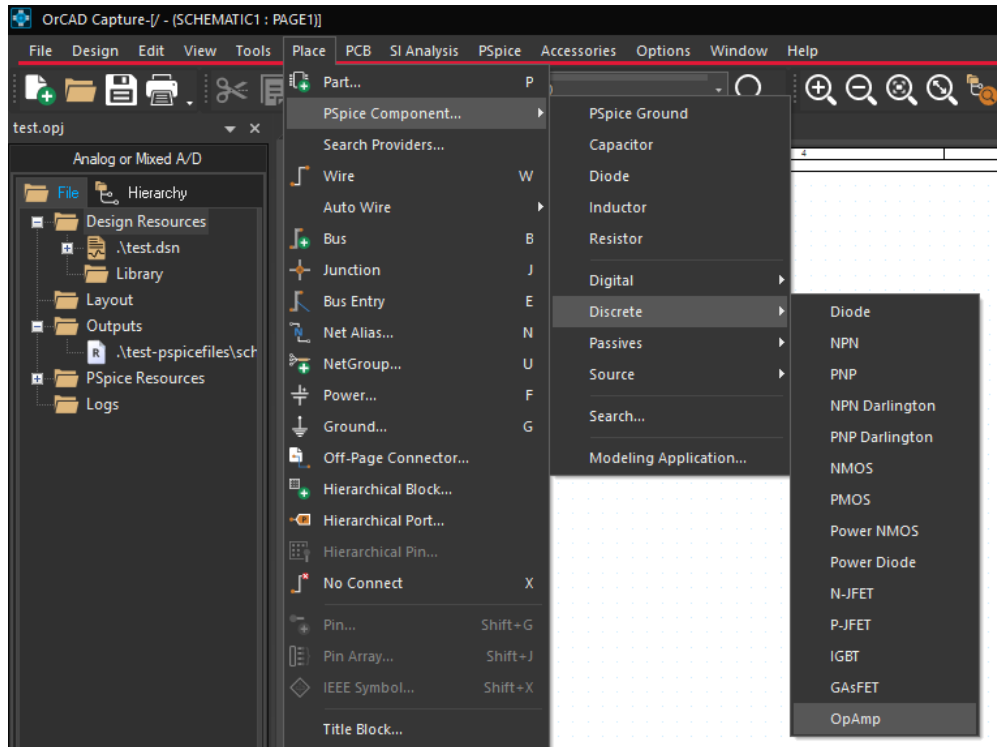 OrCAD Capture-[/ - (SCHEMATIC1 : PAGE1)]
File Design Edit View Tools Place PCB SI Analysis PSpice Accessories Options Window Help
test.opj
Analog or Mixed A/D
File Hierarchy
Design Resources
.\test.dsn
Library
Layout
Outputs
R .\test-pspicefiles\sch
PSpice Resources
Logs
Part... P
PSpice Component...
Search Providers...
Wire W
Auto Wire
Bus B
Junction J
Bus Entry E
Net Alias... N
NetGroup... U
Power... F
Ground... G
Off-Page Connector...
Hierarchical Block...
Hierarchical Port...
Hierarchical Pin...
No Connect X
Pin... Shift+G
Pin Array... Shift+J
IEEE Symbol... Shift+X
Title Block...
PSpice Ground
Capacitor
Diode
Inductor
Resistor
Digital
Discrete
Passives
Source
Search...
Modeling Application...
Diode
NPN
PNP
NPN Darlington
PNP Darlington
NMOS
PMOS
Power NMOS
Power Diode
N-JFET
P-JFET
IGBT
GAsFET
OpAmp
4